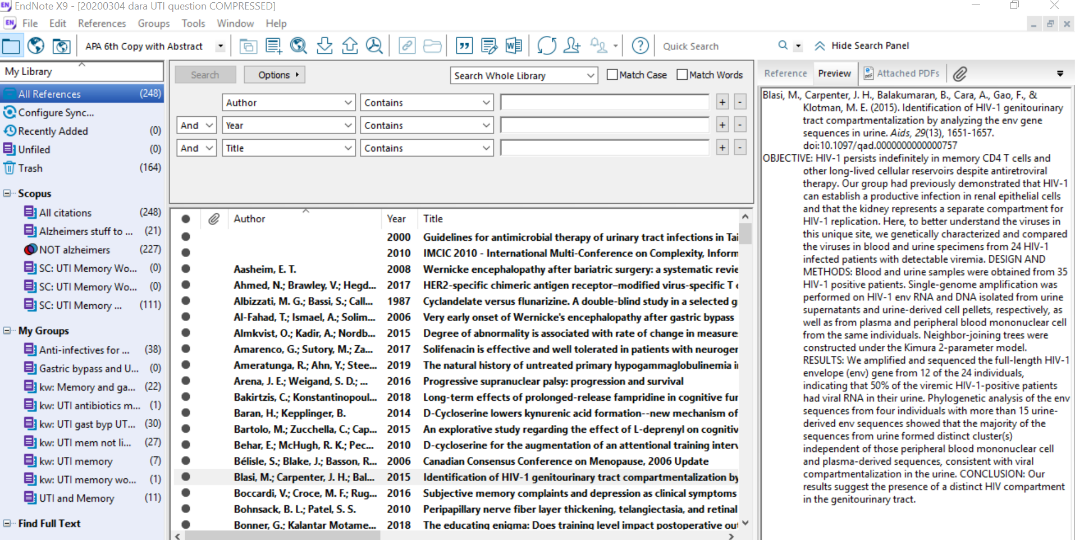 EndNote X9 - [20200304 dara UTI question COMPRESSED]
File Edit References Groups Tools Window Help
APA 6th Copy with Abstract
Quick Search
Hide Search Panel
My Library
All References (248)
Configure Sync...
Recently Added (0)
Unfiled (0)
Trash (164)
Scopus
All citations (248)
Alzheimers stuff to ... (21)
NOT alzheimers (227)
SC: UTI Memory Wo... (0)
SC: UTI Memory Wo... (0)
SC: UTI Memory ... (111)
My Groups
Anti-infectives for ... (38)
Gastric bypass and U... (0)
kw: Memory and ga... (22)
kw: UTI antibiotics m... (1)
kw: UTI gast byp UT... (30)
kw: UTI mem not li... (27)
kw: UTI memory (7)
kw: UTI memory wo... (1)
UTI and Memory (11)
Find Full Text
Search Options Search Whole Library Match Case Match Words
Author Contains + -
And Year Contains + -
And Title Contains + -
Author Year Title
2000 Guidelines for antimicrobial therapy of urinary tract infections in Tai
2010 IMCIC 2010 - International Multi-Conference on Complexity, Inform
Aasheim, E. T. 2008 Wernicke encephalopathy after bariatric surgery: a systematic revie
Ahmed, N.; Brawley, V.; Hegd... 2017 HER2-specific chimeric antigen receptor–modified virus-specific T c
Albizzati, M. G.; Bassi, S.; Call... 1987 Cyclandelate versus flunarizine. A double-blind study in a selected g
Al-Fahad, T.; Ismael, A.; Solim... 2006 Very early onset of Wernicke's encephalopathy after gastric bypass
Almkvist, O.; Kadir, A.; Nordb... 2015 Degree of abnormality is associated with rate of change in measure
Amarenco, G.; Sutory, M.; Za... 2017 Solifenacin is effective and well tolerated in patients with neuroger
Ameratunga, R.; Ahn, Y.; Stee... 2019 The natural history of untreated primary hypogammaglobulinemia i
Arena, J. E.; Weigand, S. D.; ... 2016 Progressive supranuclear palsy: progression and survival
Bakirtzis, C.; Konstantinopoul... 2018 Long-term effects of prolonged-release fampridine in cognitive fur
Baran, H.; Kepplinger, B. 2014 D-Cycloserine lowers kynurenic acid formation--new mechanism of
Bartolo, M.; Zucchella, C.; Cap... 2015 An explorative study regarding the effect of L-deprenyl on cognitiv
Behar, E.; McHugh, R. K.; Pec... 2010 D-cycloserine for the augmentation of an attentional training interv
Bélisle, S.; Blake, J.; Basson, R... 2006 Canadian Consensus Conference on Menopause, 2006 Update
Blasi, M.; Carpenter, J. H.; Bal... 2015 Identification of HIV-1 genitourinary tract compartmentalization by
Boccardi, V.; Croce, M. F.; Rug... 2016 Subjective memory complaints and depression as clinical symptoms
Bohnsack, B. L.; Patel, S. S. 2010 Peripapillary nerve fiber layer thickening, telangiectasia, and retinal
Bonner, G.; Kalantar Motame... 2018 The educating enigma: Does training level impact postoperative out
Reference Preview Attached PDFs
Blasi, M., Carpenter, J. H., Balakumaran, B., Cara, A., Gao, F., &
Klotman, M. E. (2015). Identification of HIV-1 genitourinary
tract compartmentalization by analyzing the env gene
sequences in urine. Aids, 29(13), 1651-1657.
doi:10.1097/qad.0000000000000757
OBJECTIVE: HIV-1 persists indefinitely in memory CD4 T cells and
other long-lived cellular reservoirs despite antiretroviral
therapy. Our group had previously demonstrated that HIV-1
can establish a productive infection in renal epithelial cells
and that the kidney represents a separate compartment for
HIV-1 replication. Here, to better understand the viruses in
this unique site, we genetically characterized and compared
the viruses in blood and urine specimens from 24 HIV-1
infected patients with detectable viremia. DESIGN AND
METHODS: Blood and urine samples were obtained from 35
HIV-1 positive patients. Single-genome amplification was
performed on HIV-1 env RNA and DNA isolated from urine
supernatants and urine-derived cell pellets, respectively, as
well as from plasma and peripheral blood mononuclear cell
from the same individuals. Neighbor-joining trees were
constructed under the Kimura 2-parameter model.
RESULTS: We amplified and sequenced the full-length HIV-1
envelope (env) gene from 12 of the 24 individuals,
indicating that 50% of the viremic HIV-1-positive patients
had viral RNA in their urine. Phylogenetic analysis of the env
sequences from four individuals with more than 15 urine-
derived env sequences showed that the majority of the
sequences from urine formed distinct cluster(s)
independent of those peripheral blood mononuclear cell
and plasma-derived sequences, consistent with viral
compartmentalization in the urine. CONCLUSION: Our
results suggest the presence of a distinct HIV compartment
in the genitourinary tract.